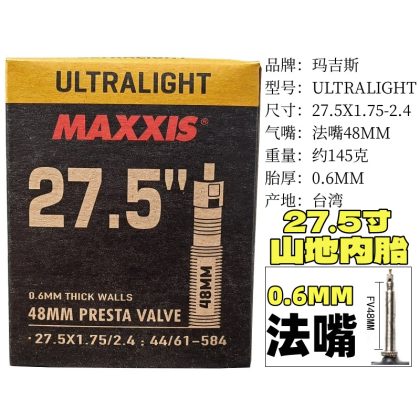 ULTRALIGHT
MAXXIS®
27.5"
48MM
0.6MM THICK WALLS
48MM PRESTA VALVE
·27.5X1.75/2.4 ; 44/61-584
品牌：玛吉斯
型号：ULTRALIGHT
尺寸：27.5X1.75-2.4
气嘴：法嘴48MM
重量：约145克
胎厚：0.6MM
产地：台湾
27.5寸
山地内胎
0.6MM
法嘴
FV48MM